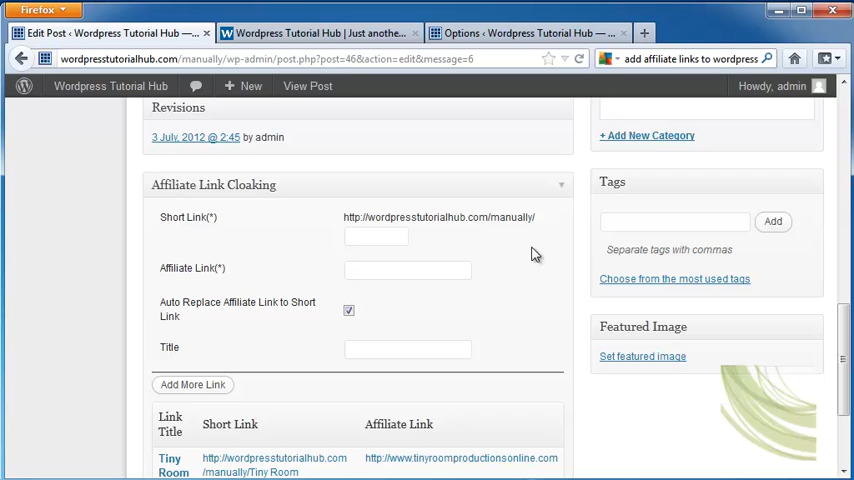 Firefox
Edit Post ‹ Wordpress Tutorial Hub —...
Wordpress Tutorial Hub | Just anothe...
Options ‹ Wordpress Tutorial Hub — ...
wordpresstutorialhub.com/manually/wp-admin/post.php?post=46&action=edit&message=6
add affiliate links to wordpress
Wordpress Tutorial Hub
+ New
View Post
Howdy, admin
Revisions
3 July, 2012 @ 2:45 by admin
+ Add New Category
Affiliate Link Cloaking
Short Link(*)
http://wordpresstutorialhub.com/manually/
Affiliate Link(*)
Auto Replace Affiliate Link to Short
Link
Title
Add More Link
Link
Title
Short Link
Affiliate Link
Tiny
Room
http://wordpresstutorialhub.com
/manually/Tiny Room
http://www.tinyroomproductionsonline.com
Tags
Add
Separate tags with commas
Choose from the most used tags
Featured Image
Set featured image